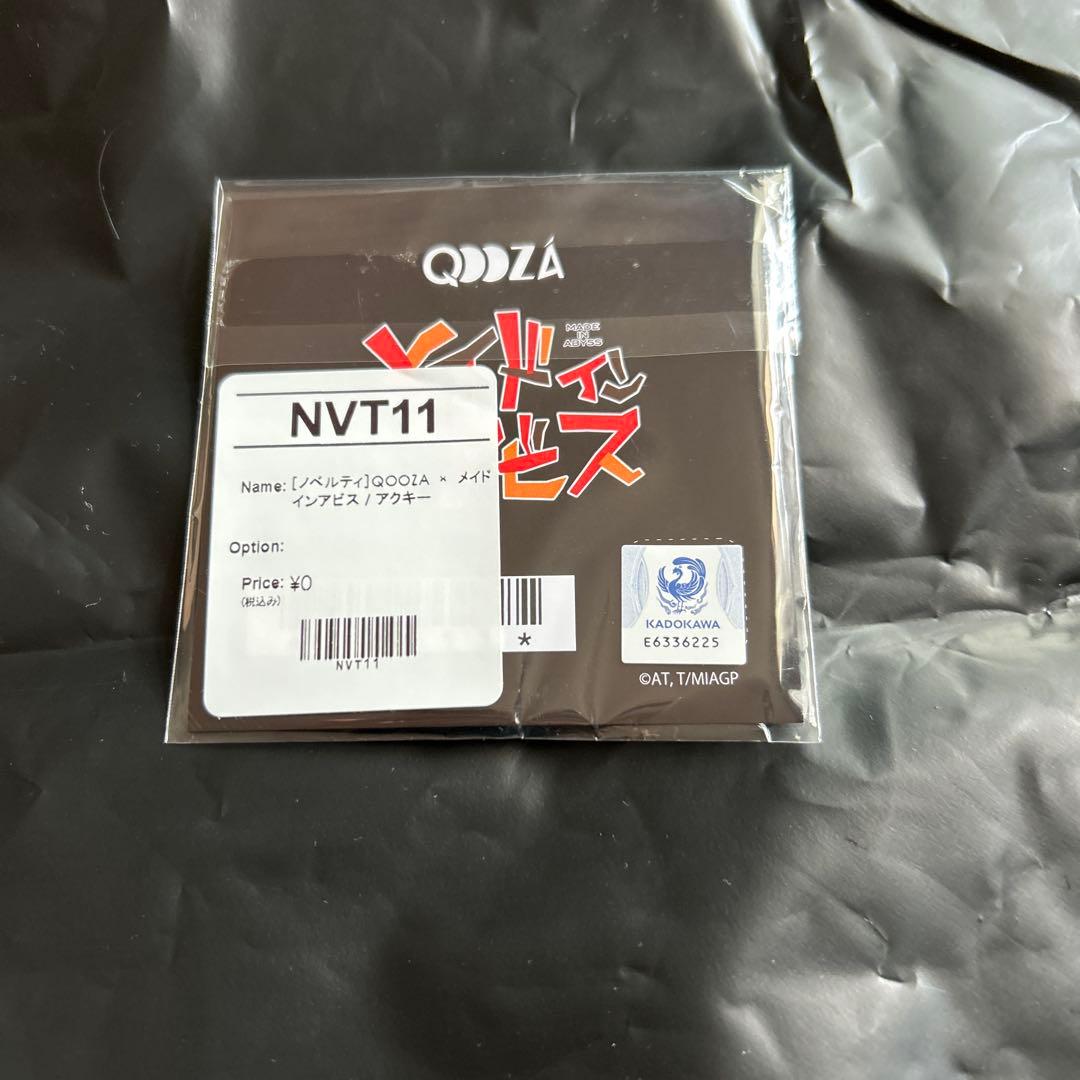 QOOZÁ
MADE
IN
ABYSS
NVT11
Name: [ノベルティ]QOOZA × メイド
インアビス / アクキー
Option:
Price: ¥0
(税込み)
NVT11
*
KADOKAWA
E6336225
©AT, T/MIAGP